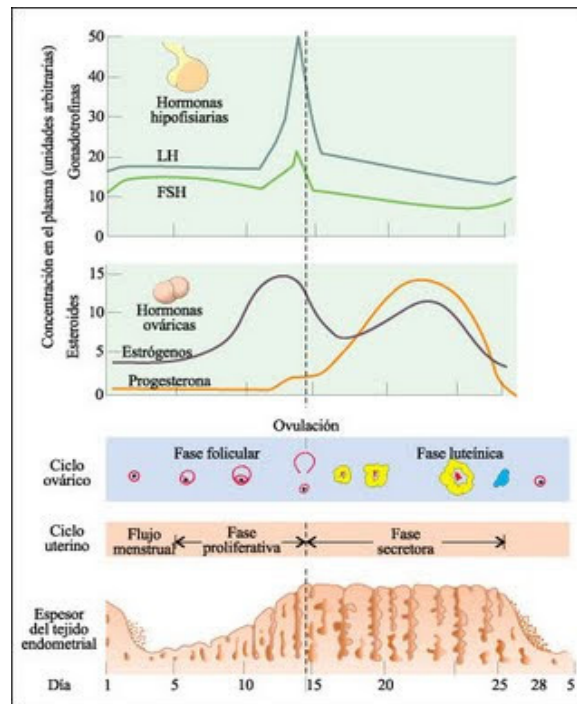 Concentración en el plasma (unidades arbitrarias)
Gonadotrofinas
50
40
30
20
10
0
Hormonas
hipofisiarias
LH
FSH
Esteroides
15
10
5
0
Hormonas
ováricas
Estrógenos
Progesterona
Ovulación
Ciclo
ovárico
Fase folicular
Fase luteínica
Ciclo
uterino
Flujo
menstrual
Fase
proliferativa
Fase
secretora
Espesor
del tejido
endometrial
Día
1 5 10 15 20 25 28 5